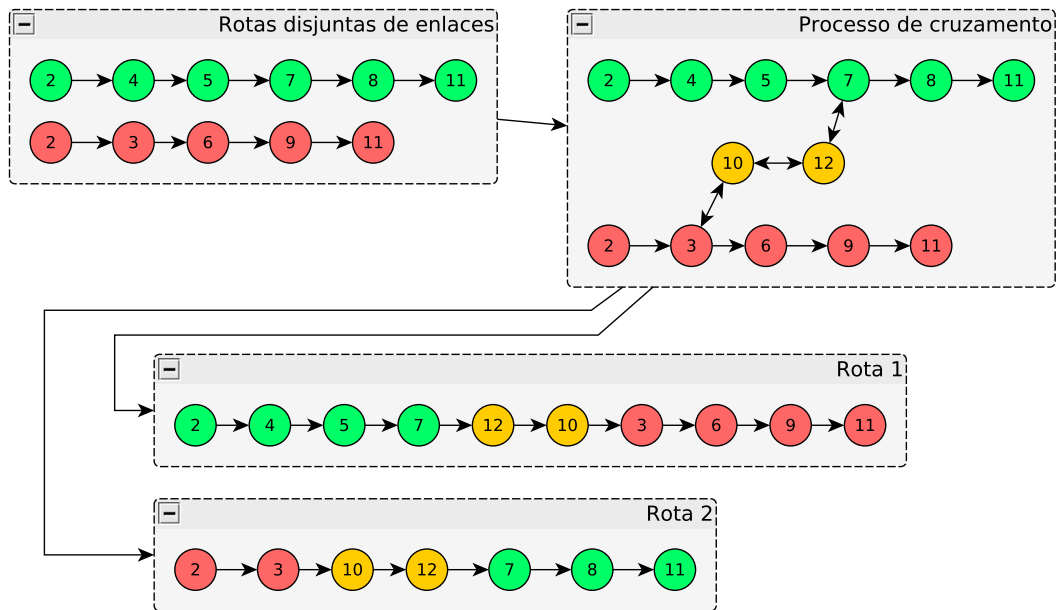 Rotas disjuntas de enlaces
2 4 5 7 8 11
2 3 6 9 11
Processo de cruzamento
2 4 5 7 8 11
10 12
2 3 6 9 11
Rota 1
2 4 5 7 12 10 3 6 9 11
Rota 2
2 3 10 12 7 8 11